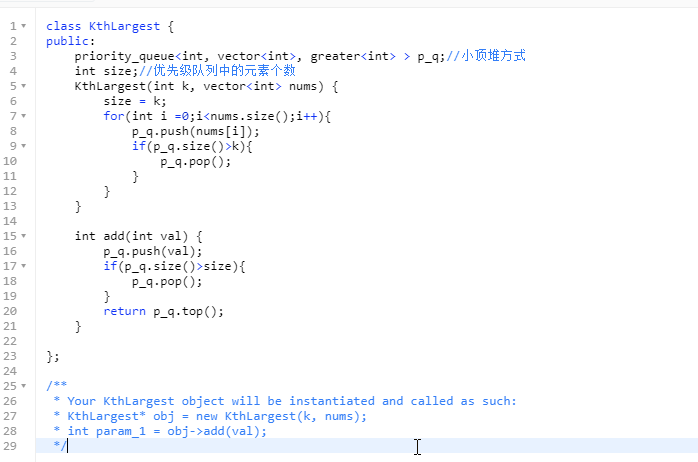 1 class KthLargest {
2 public:
3     priority_queue<int, vector<int>, greater<int> > p_q;//小顶堆方式
4     int size;//优先级队列中的元素个数
5     KthLargest(int k, vector<int> nums) {
6         size = k;
7         for(int i =0;i<nums.size();i++){
8             p_q.push(nums[i]);
9             if(p_q.size()>k){
10                 p_q.pop();
11             }
12         }
13     }
14
15     int add(int val) {
16         p_q.push(val);
17         if(p_q.size()>size){
18             p_q.pop();
19         }
20         return p_q.top();
21     }
22
23 };
24
25 /**
26  * Your KthLargest object will be instantiated and called as such:
27  * KthLargest* obj = new KthLargest(k, nums);
28  * int param_1 = obj->add(val);
29  */